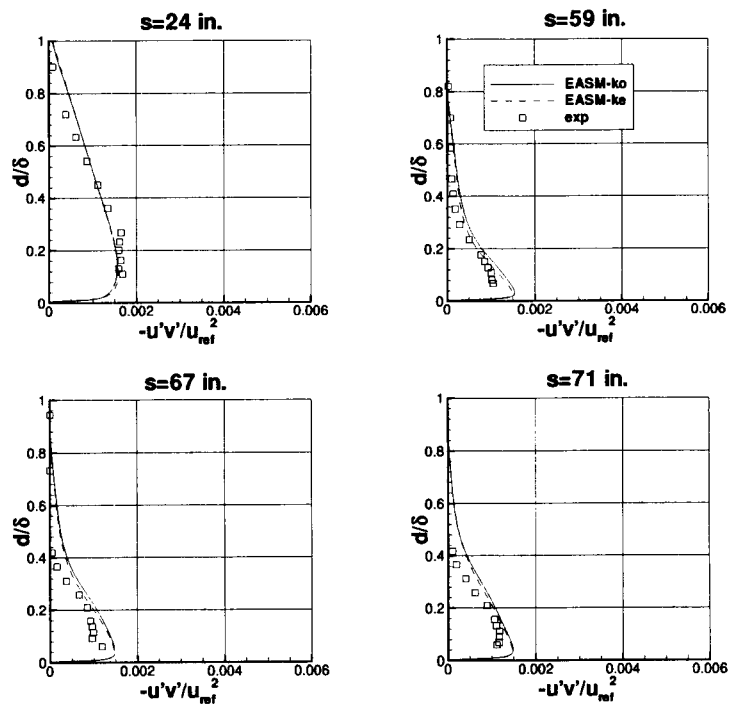 s=24 in.
1
0.8
0.6
0.4
0.2
0
d/δ
0
0.002
0.004
0.006
-u'v'/u_ref^2
s=59 in.
EASM-ko
EASM-ke
exp
1
0.8
0.6
0.4
0.2
0
d/δ
0
0.002
0.004
0.006
-u'v'/u_ref^2
s=67 in.
1
0.8
0.6
0.4
0.2
0
d/δ
0
0.002
0.004
0.006
-u'v'/u_ref^2
s=71 in.
1
0.8
0.6
0.4
0.2
0
d/δ
0
0.002
0.004
0.006
-u'v'/u_ref^2